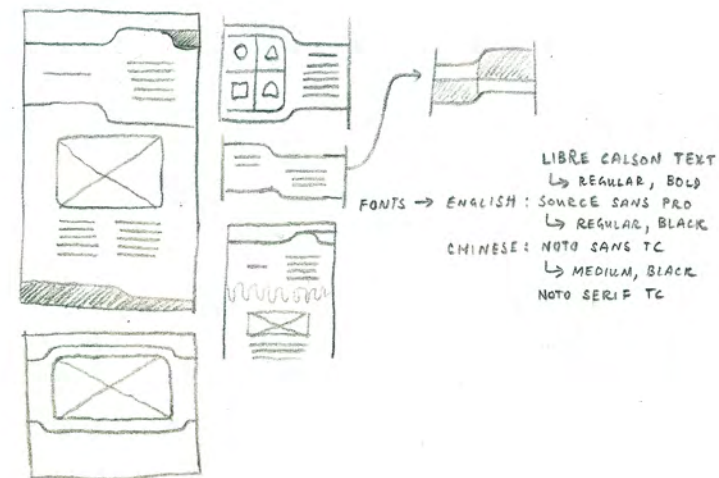 LIBRE CALSON TEXT
↳ REGULAR, BOLD
FONTS → ENGLISH : SOURCE SANS PRO
↳ REGULAR, BLACK
CHINESE : NOTO SANS TC
↳ MEDIUM, BLACK
NOTO SERIF TC